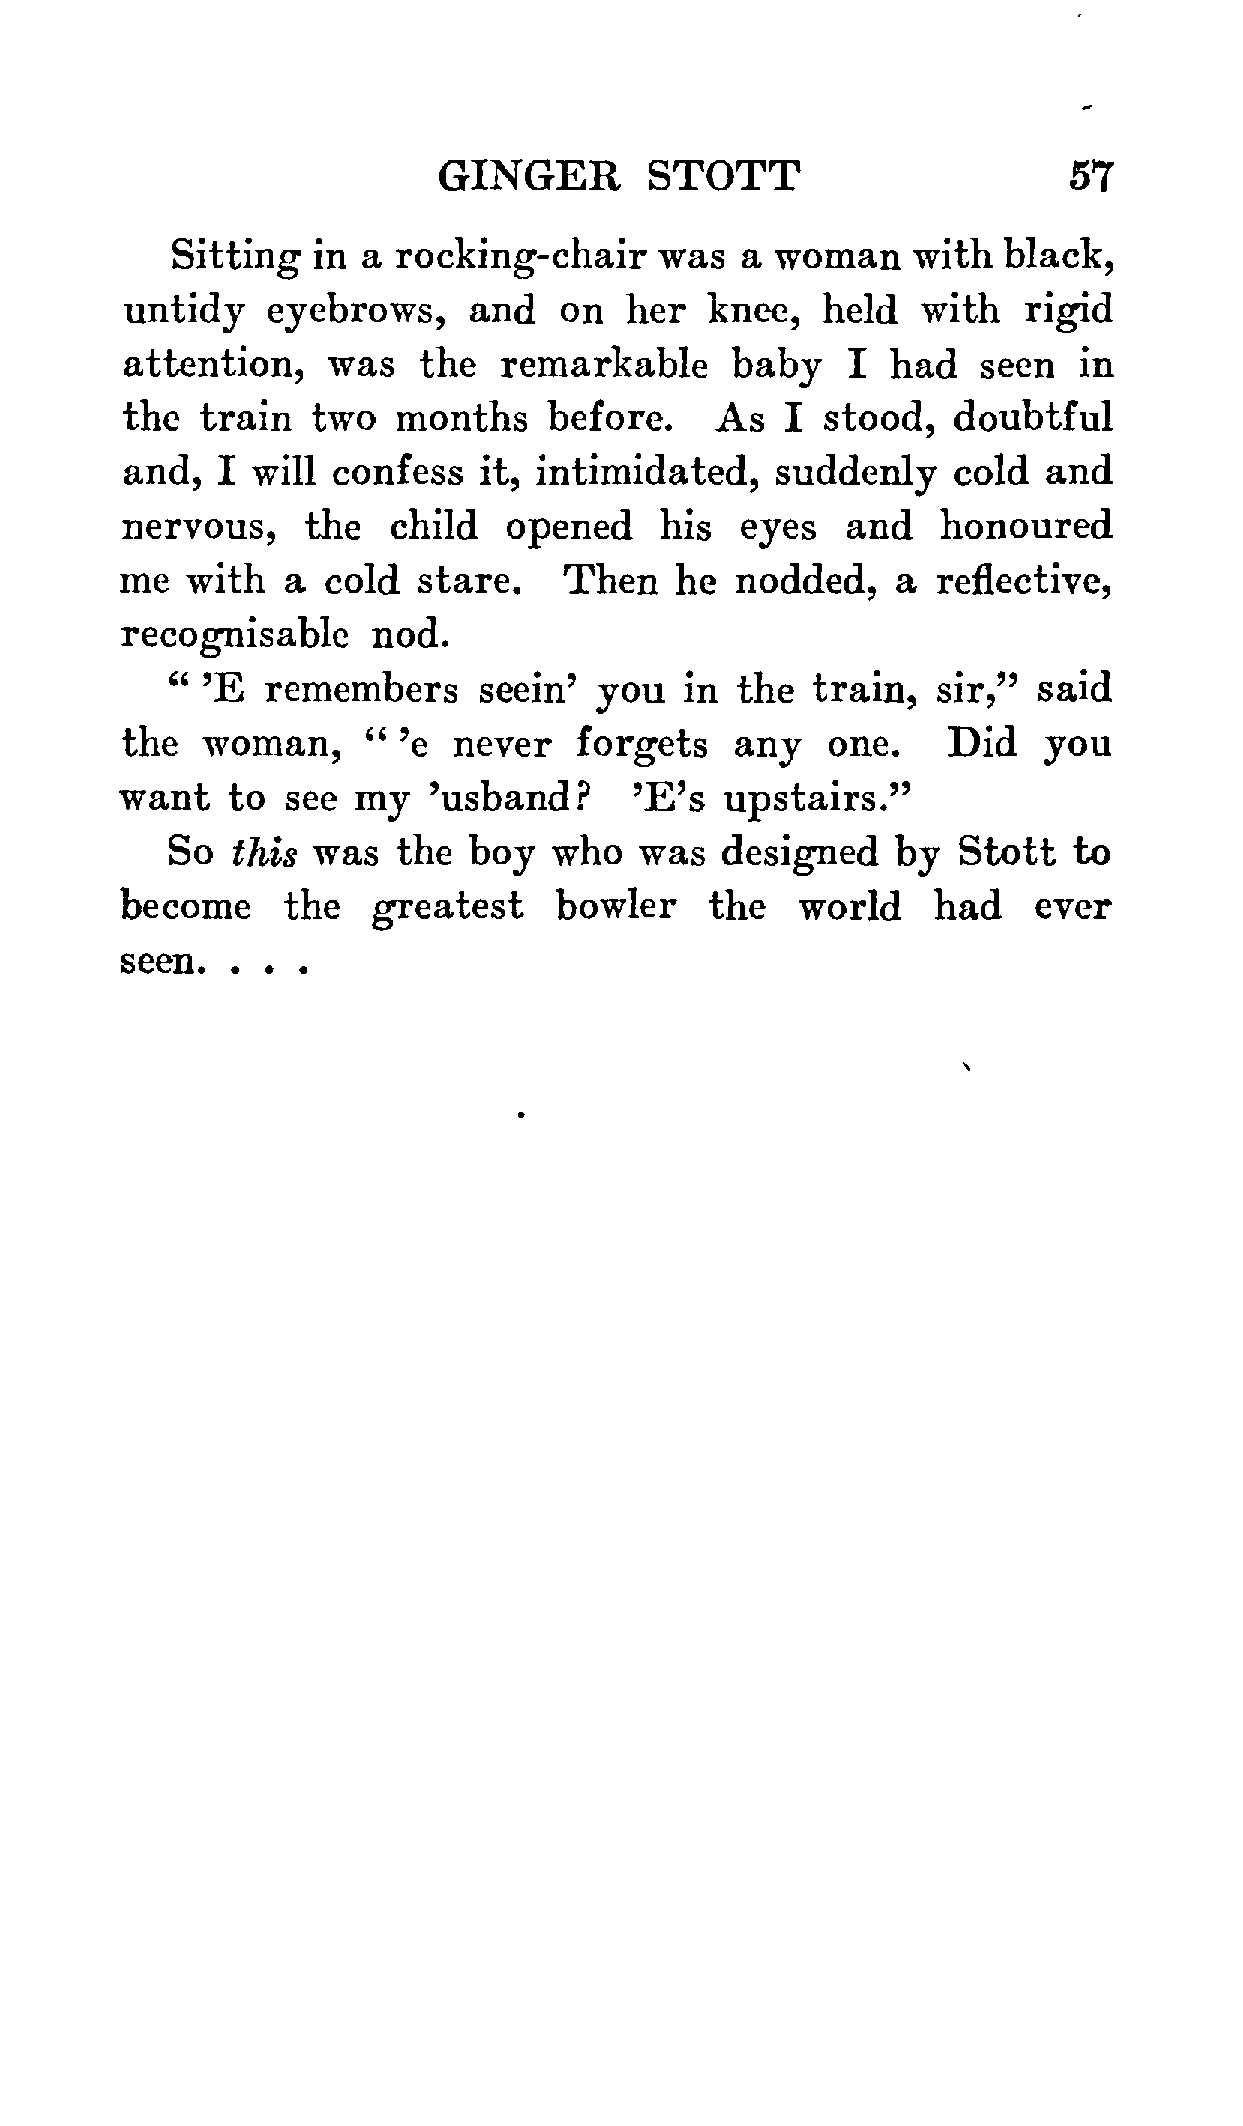 GINGER STOTT 57
Sitting in a rocking-chair was a woman with black,
untidy eyebrows, and on her knee, held with rigid
attention, was the remarkable baby I had seen in
the train two months before. As I stood, doubtful
and, I will confess it, intimidated, suddenly cold and
nervous, the child opened his eyes and honoured
me with a cold stare. Then he nodded, a reflective,
recognisable nod.
“ ’E remembers seein’ you in the train, sir,” said
the woman, “ ’e never forgets any one. Did you
want to see my ’usband? ’E’s upstairs.”
So this was the boy who was designed by Stott to
become the greatest bowler the world had ever
seen. . . .